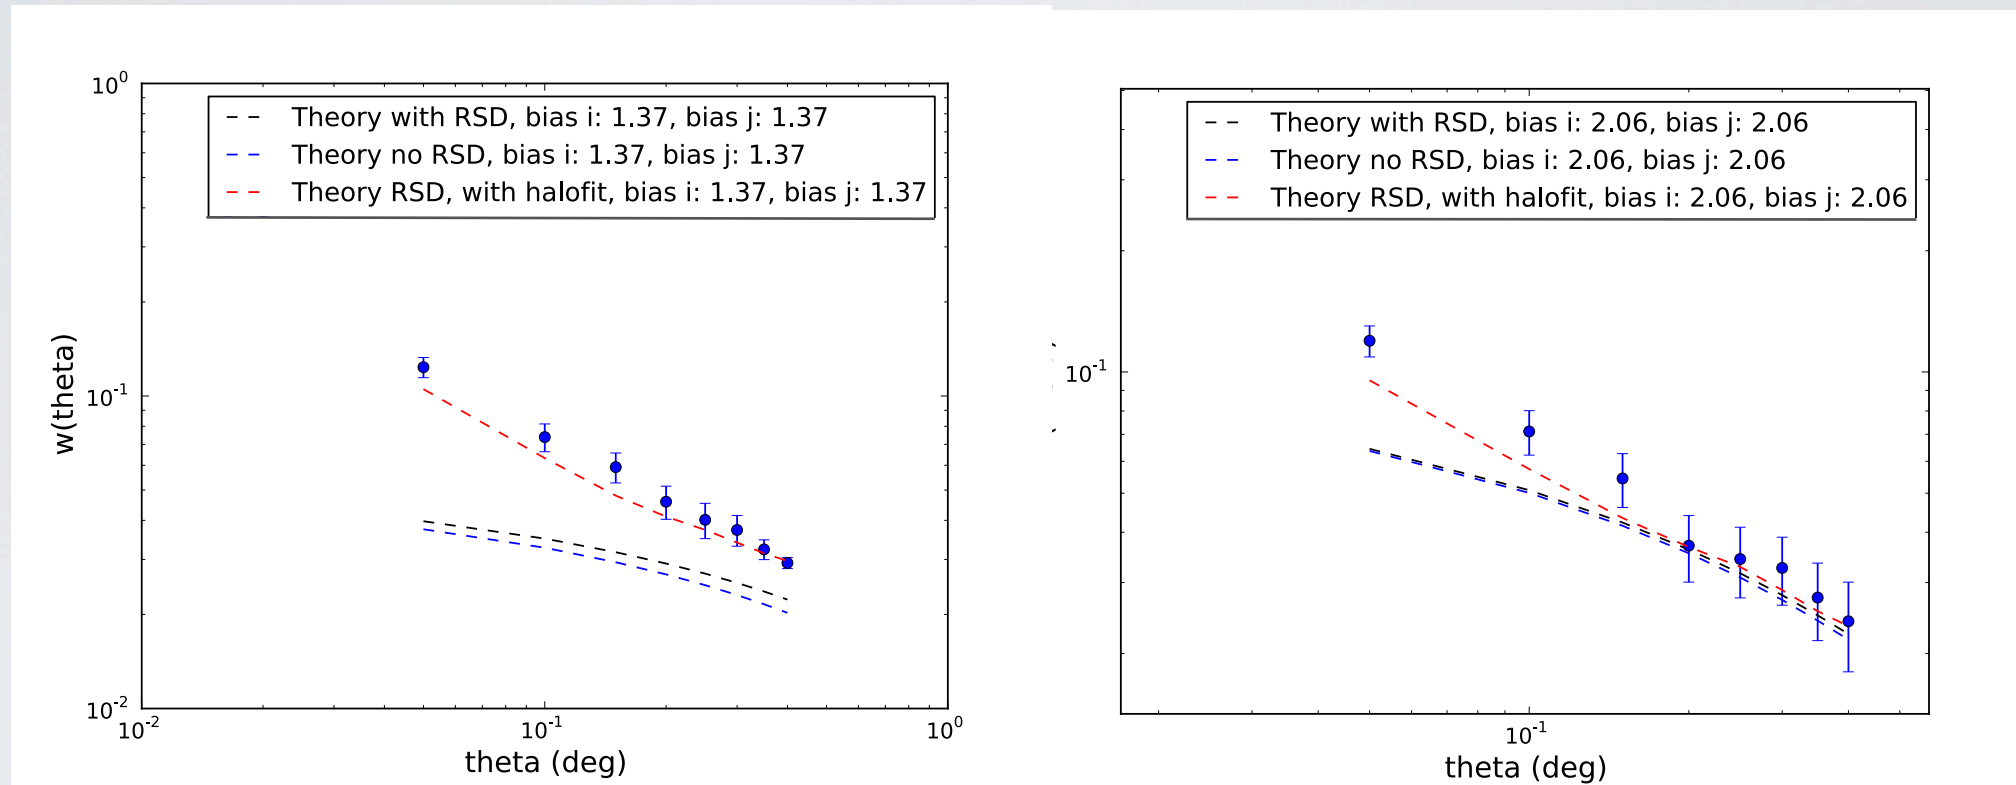 10^0
Theory with RSD, bias i: 1.37, bias j: 1.37
Theory no RSD, bias i: 1.37, bias j: 1.37
Theory RSD, with halofit, bias i: 1.37, bias j: 1.37
w(theta)
10^-1
10^-2
10^-2
10^-1
10^0
theta (deg)
Theory with RSD, bias i: 2.06, bias j: 2.06
Theory no RSD, bias i: 2.06, bias j: 2.06
Theory RSD, with halofit, bias i: 2.06, bias j: 2.06
10^-1
10^-1
theta (deg)